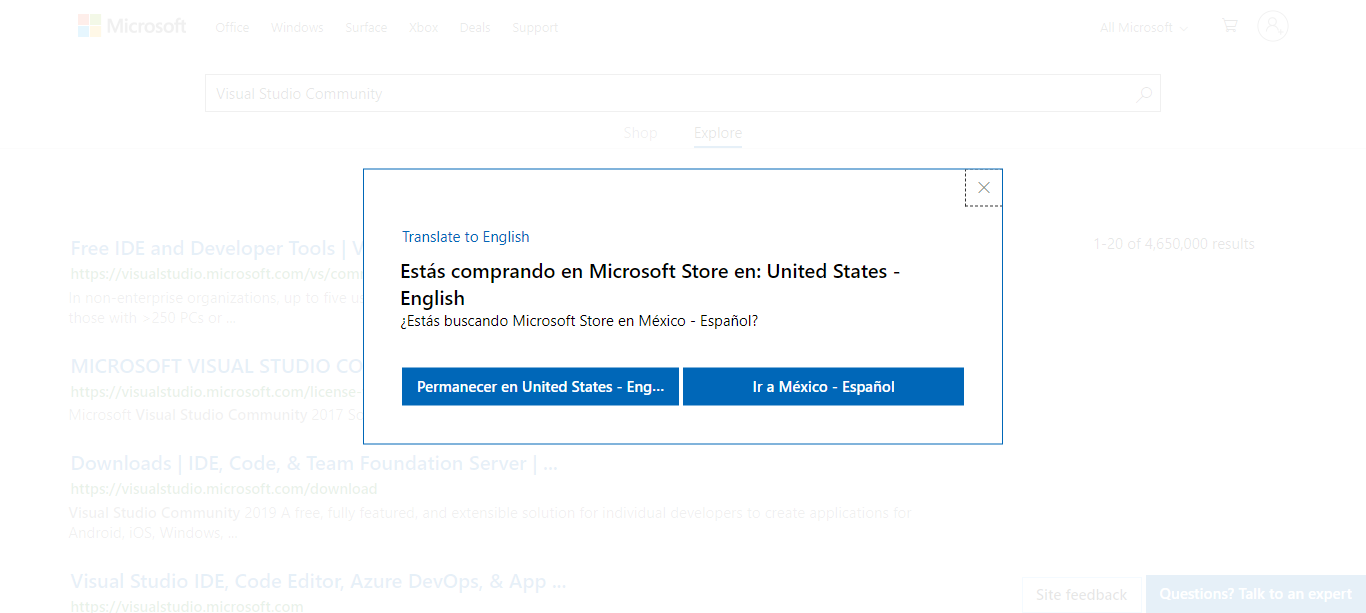 Microsoft Office Windows Surface Xbox Deals Support All Microsoft
Visual Studio Community
Shop Explore
Translate to English
Estás comprando en Microsoft Store en: United States -
English
¿Estás buscando Microsoft Store en México - Español?
Permanecer en United States - Eng... Ir a México - Español
Free IDE and Developer Tools | V
1-20 of 4,650,000 results
https://visualstudio.microsoft.com/vs/comm
In non-enterprise organizations, up to five us
those with >250 PCs or ...
MICROSOFT VISUAL STUDIO CO
https://visualstudio.microsoft.com/license-
Microsoft Visual Studio Community 2017 So
Downloads | IDE, Code, & Team Foundation Server | ...
https://visualstudio.microsoft.com/download
Visual Studio Community 2019 A free, fully featured, and extensible solution for individual developers to create applications for
Android, iOS, Windows, ...
Visual Studio IDE, Code Editor, Azure DevOps, & App ...
https://visualstudio.microsoft.com
Site feedback Questions? Talk to an expert